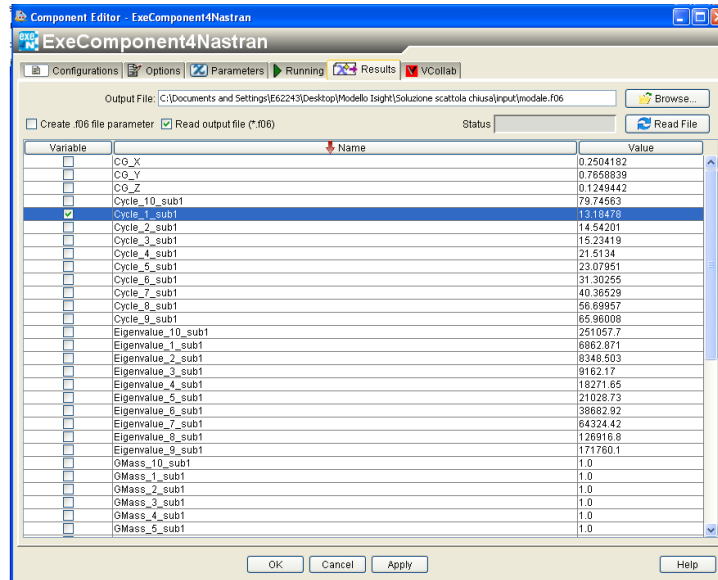 Component Editor - ExeComponent4Nastran
exe N ExeComponent4Nastran
Configurations Options Parameters Running Results VCollab
Output File: C:\Documents and Settings\E62243\Desktop\Modello Isight\Soluzione scattola chiusa\input\modale.f06 Browse...
Create .f06 file parameter Read output file (*.f06) Status Read File
Variable Name Value
CG_X 0.2504182
CG_Y 0.7658839
CG_Z 0.1249442
Cycle_10_sub1 79.74563
Cycle_1_sub1 13.18478
Cycle_2_sub1 14.54201
Cycle_3_sub1 15.23419
Cycle_4_sub1 21.5134
Cycle_5_sub1 23.07951
Cycle_6_sub1 31.30255
Cycle_7_sub1 40.36529
Cycle_8_sub1 56.69957
Cycle_9_sub1 65.96008
Eigenvalue_10_sub1 251057.7
Eigenvalue_1_sub1 6862.871
Eigenvalue_2_sub1 8348.503
Eigenvalue_3_sub1 9162.17
Eigenvalue_4_sub1 18271.65
Eigenvalue_5_sub1 21028.73
Eigenvalue_6_sub1 38682.92
Eigenvalue_7_sub1 64324.42
Eigenvalue_8_sub1 126916.8
Eigenvalue_9_sub1 171760.1
GMass_10_sub1 1.0
GMass_1_sub1 1.0
GMass_2_sub1 1.0
GMass_3_sub1 1.0
GMass_4_sub1 1.0
GMass_5_sub1 1.0
OK Cancel Apply Help